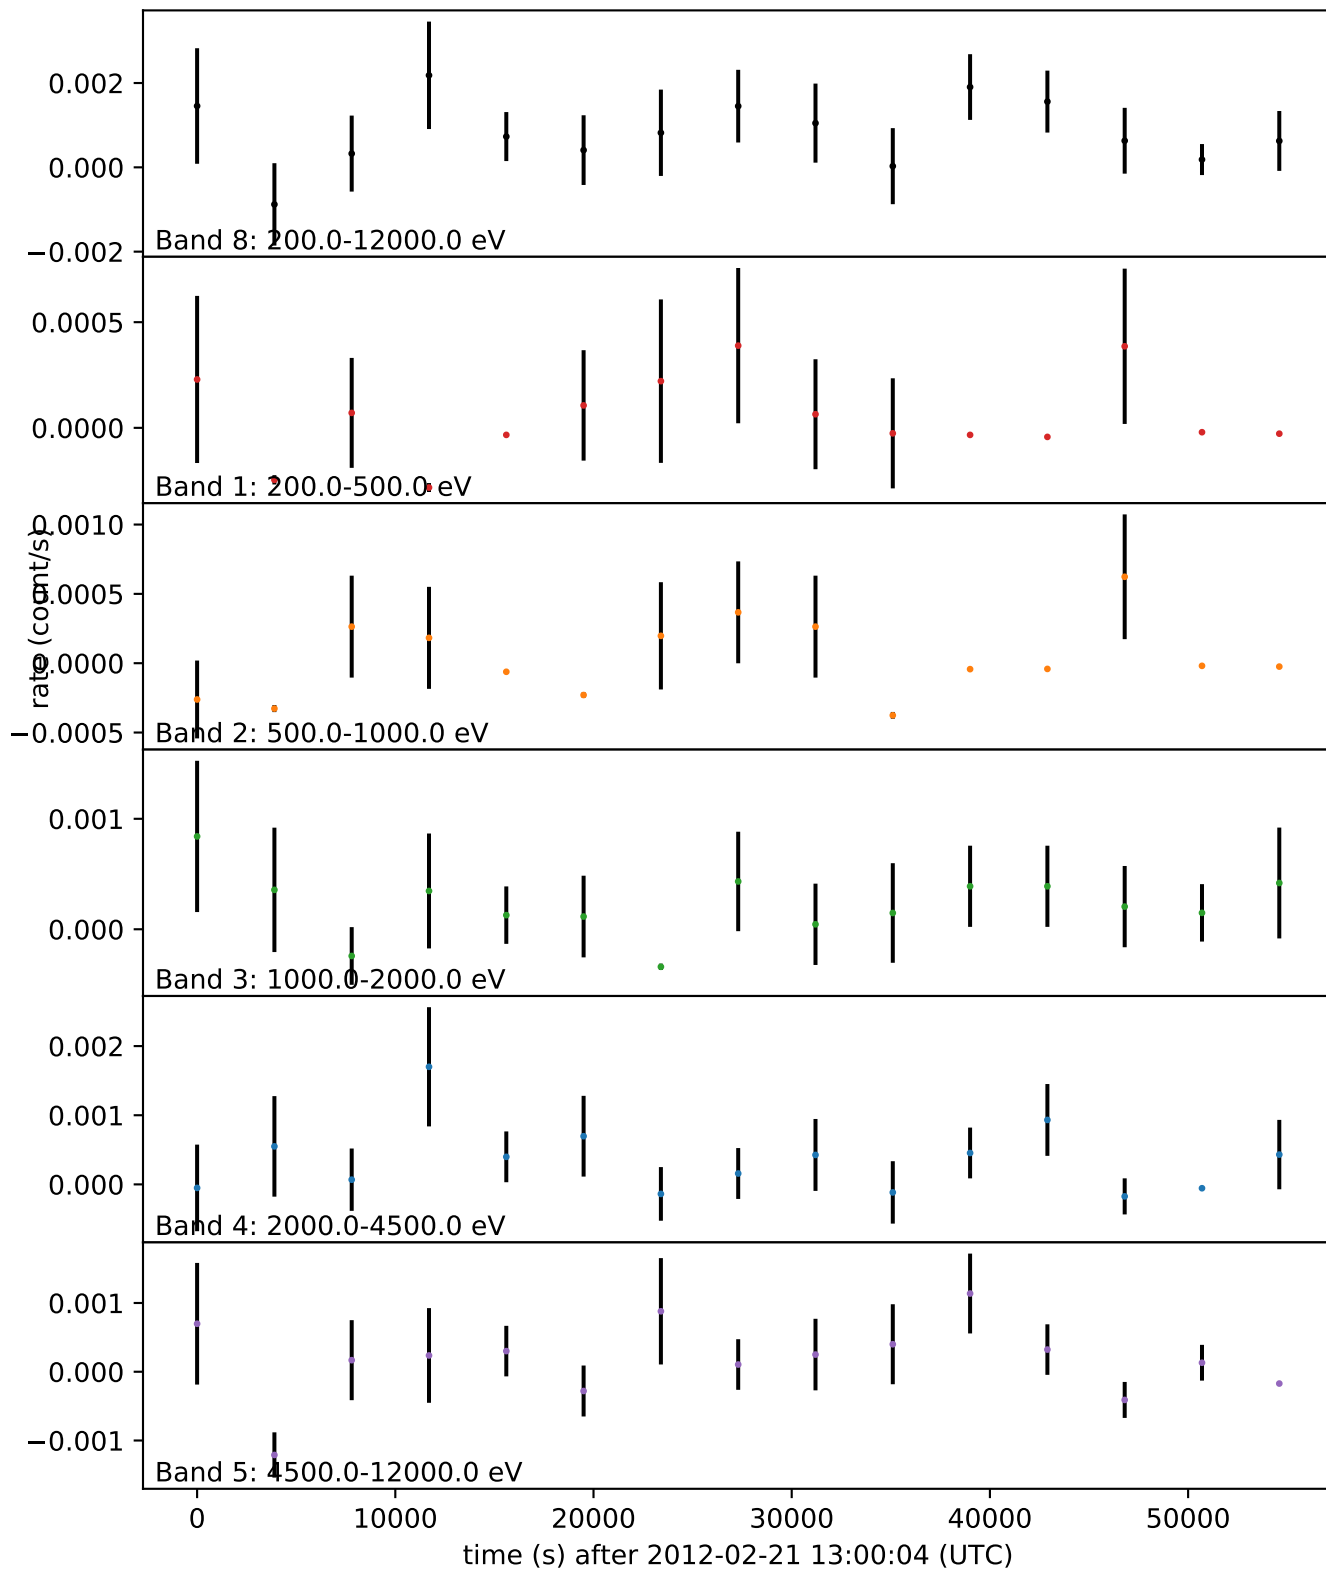 0.002
0.000
−0.002
Band 8: 200.0-12000.0 eV
0.0005
0.0000
Band 1: 200.0-500.0 eV
rate (count/s)
0.0010
0.0005
0.0000
−0.0005
Band 2: 500.0-1000.0 eV
0.001
0.000
Band 3: 1000.0-2000.0 eV
0.002
0.001
0.000
Band 4: 2000.0-4500.0 eV
0.001
0.000
−0.001
Band 5: 4500.0-12000.0 eV
0 10000 20000 30000 40000 50000
time (s) after 2012-02-21 13:00:04 (UTC)